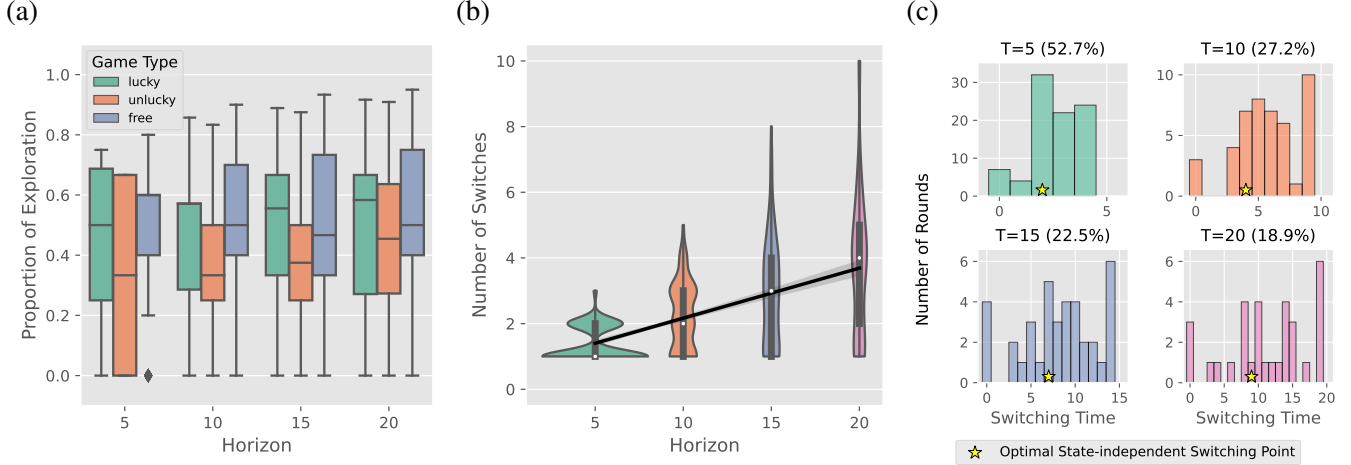 (a)
Proportion of Exploration
1.0
0.8
0.6
0.4
0.2
0.0
Game Type
lucky
unlucky
free
5 10 15 20
Horizon
(b)
Number of Switches
10
8
6
4
2
0
5 10 15 20
Horizon
(c)
Number of Rounds
T=5 (52.7%)
30
20
10
0
0 5
T=10 (27.2%)
10
5
0
0 5 10
T=15 (22.5%)
6
4
2
0
0 5 10 15
Switching Time
T=20 (18.9%)
6
4
2
0
0 5 10 15 20
Switching Time
Optimal State-independent Switching Point